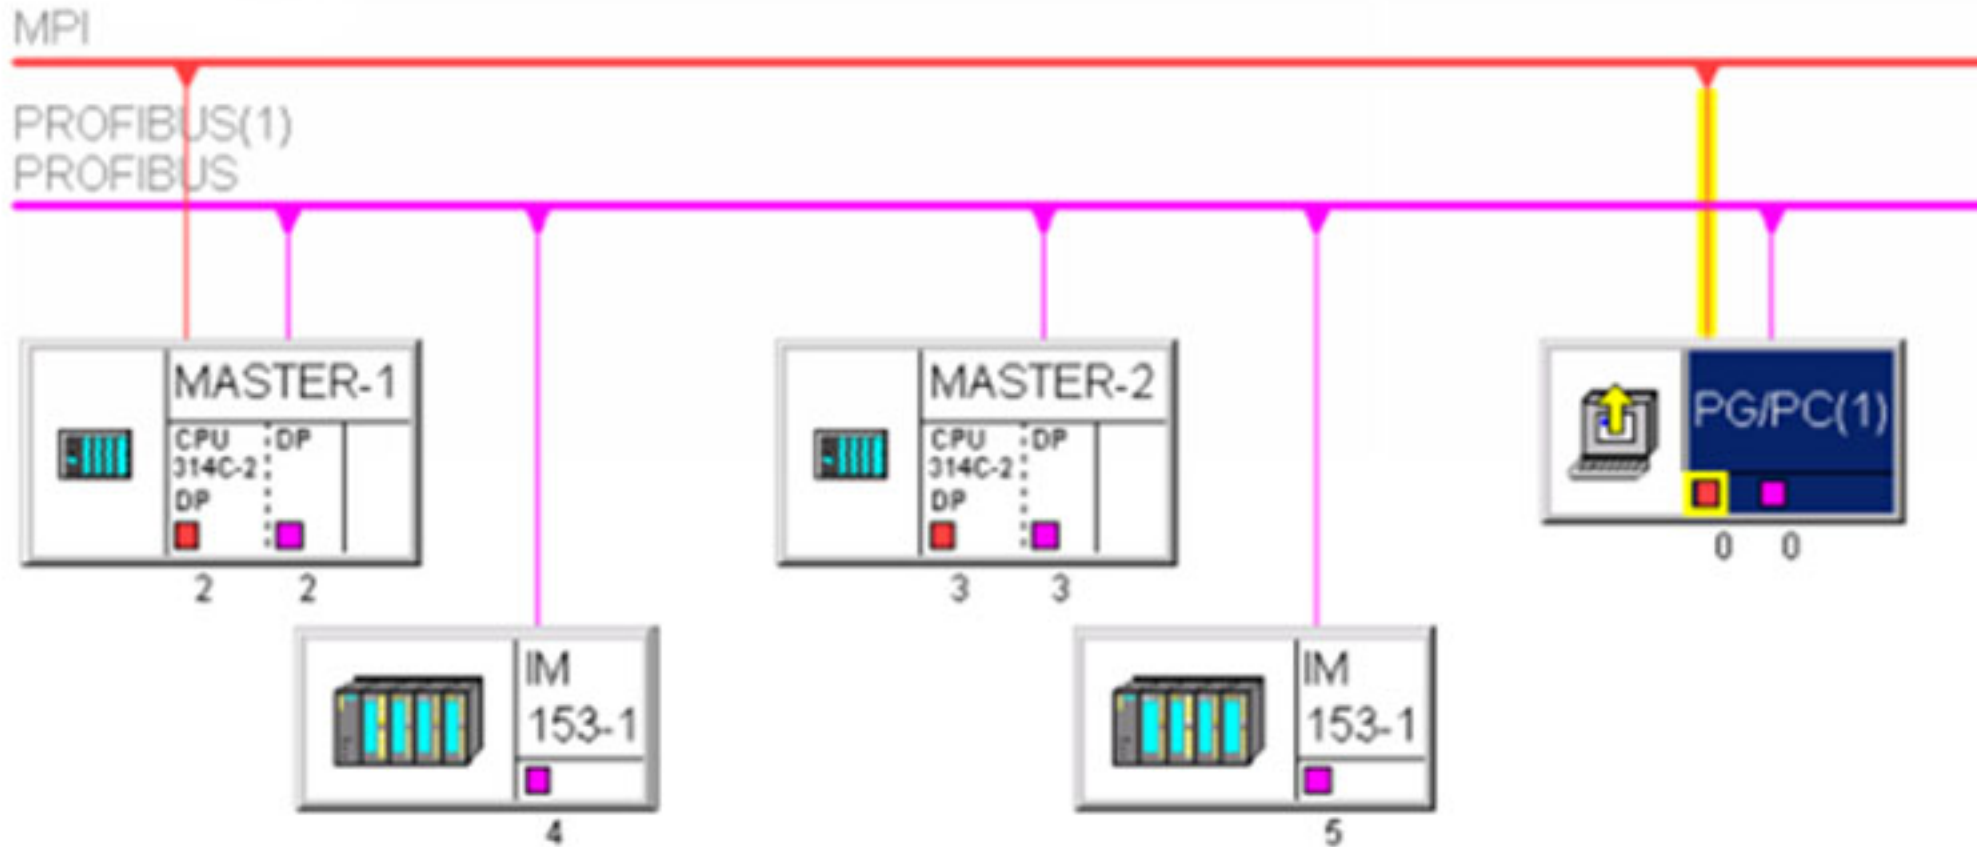 MPI
PROFIBUS(1)
PROFIBUS
MASTER-1
CPU
314C-2
DP
DP
2
2
MASTER-2
CPU
314C-2
DP
DP
3
3
PG/PC(1)
0
0
IM
153-1
4
IM
153-1
5